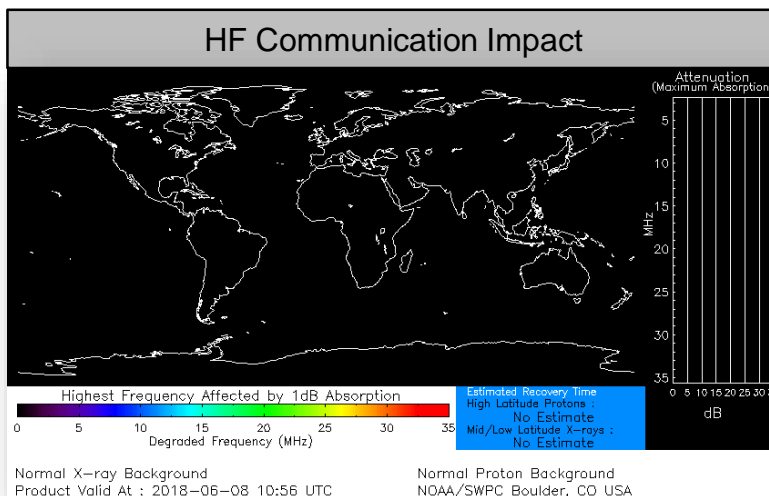 HF Communication Impact
Attenuation
(Maximum Absorption
5
10
15
20
25
30
35
MHz
0 5 10 15 20 25 30
dB
Highest Frequency Affected by 1dB Absorption
0 5 10 15 20 25 30 35
Degraded Frequency (MHz)
Estimated Recovery Time
High Latitude Protons :
No Estimate
Mid/Low Latitude X-rays :
No Estimate
Normal X-ray Background
Normal Proton Background
Product Valid At : 2018-06-08 10:56 UTC
NOAA/SWPC Boulder, CO USA